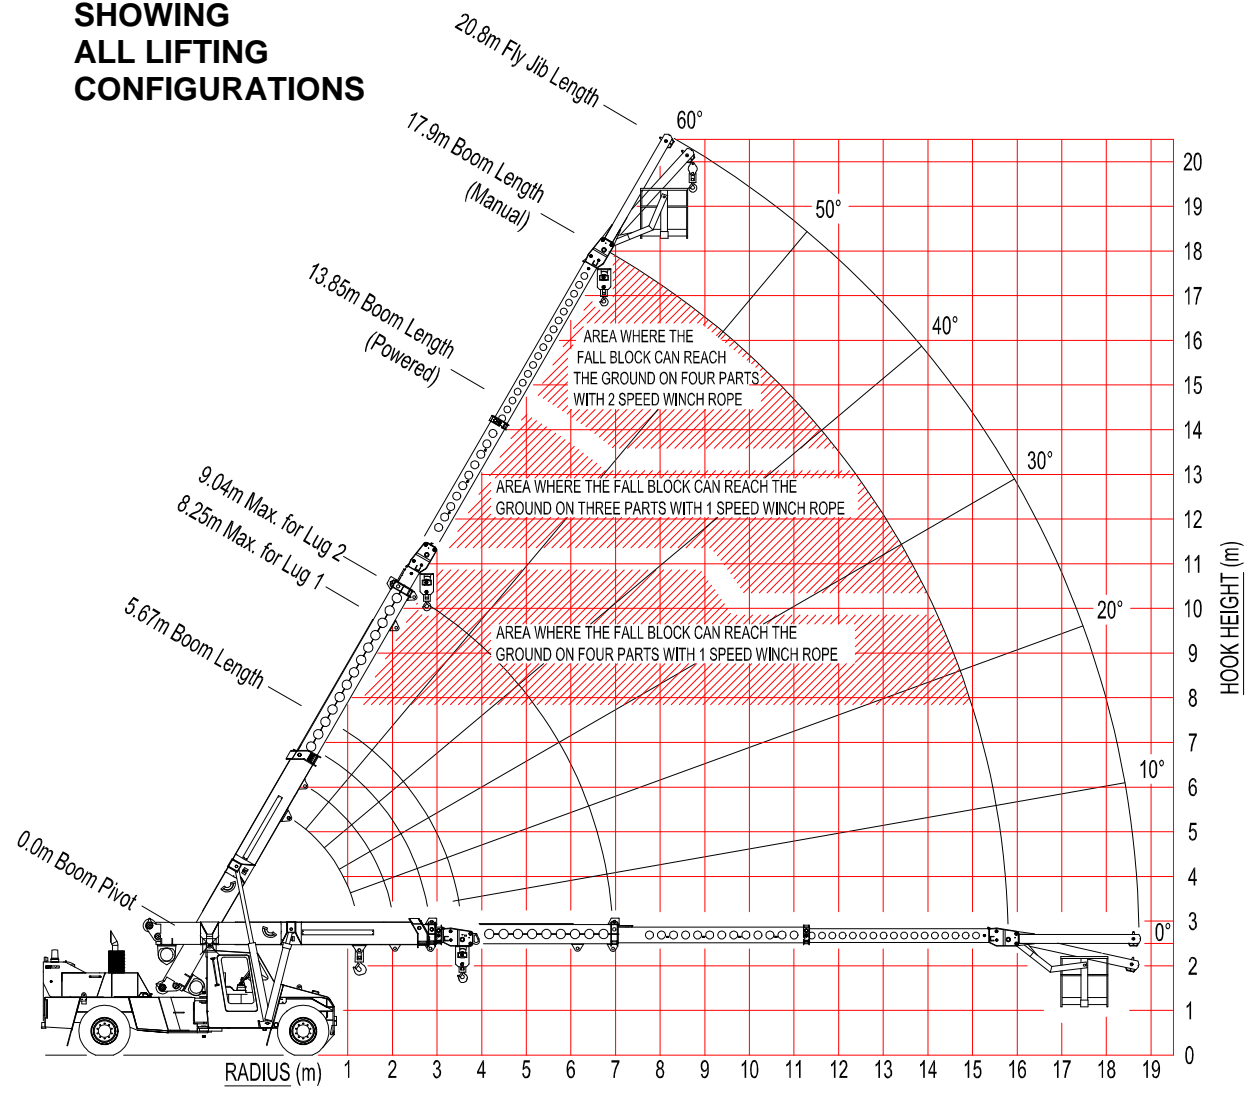 SHOWING
ALL LIFTING
CONFIGURATIONS
20.8m Fly Jib Length
17.9m Boom Length
(Manual)
13.85m Boom Length
(Powered)
9.04m Max. for Lug 2
8.25m Max. for Lug 1
5.67m Boom Length
0.0m Boom Pivot
60°
50°
40°
30°
20°
10°
0°
AREA WHERE THE
FALL BLOCK CAN REACH
THE GROUND ON FOUR PARTS
WITH 2 SPEED WINCH ROPE
AREA WHERE THE FALL BLOCK CAN REACH THE
GROUND ON THREE PARTS WITH 1 SPEED WINCH ROPE
AREA WHERE THE FALL BLOCK CAN REACH THE
GROUND ON FOUR PARTS WITH 1 SPEED WINCH ROPE
20
19
18
17
16
15
14
13
12
11
10
9
8
7
6
5
4
3
2
1
0
HOOK HEIGHT (m)
RADIUS (m) 1 2 3 4 5 6 7 8 9 10 11 12 13 14 15 16 17 18 19